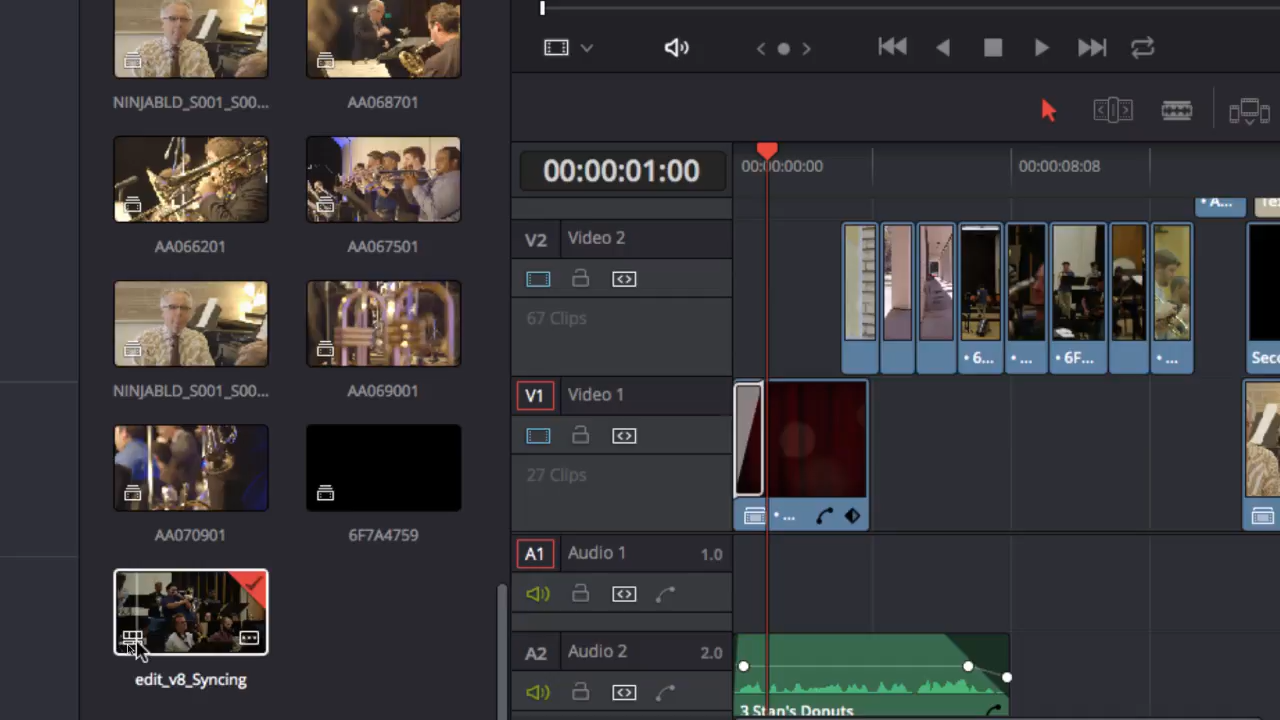 NINJABLD_S001_S00...
AA068701
AA066201
AA067501
NINJABLD_S001_S00...
AA069001
AA070901
6F7A4759
edit_v8_Syncing
00:00:01:00
00:00:00:00
00:00:08:08
• A...
Te
V2
Video 2
67 Clips
• 6...
• ...
• 6F...
• ...
Sec
V1
Video 1
27 Clips
• ...
A1
Audio 1
1.0
A2
Audio 2
2.0
3 Stan's Donuts